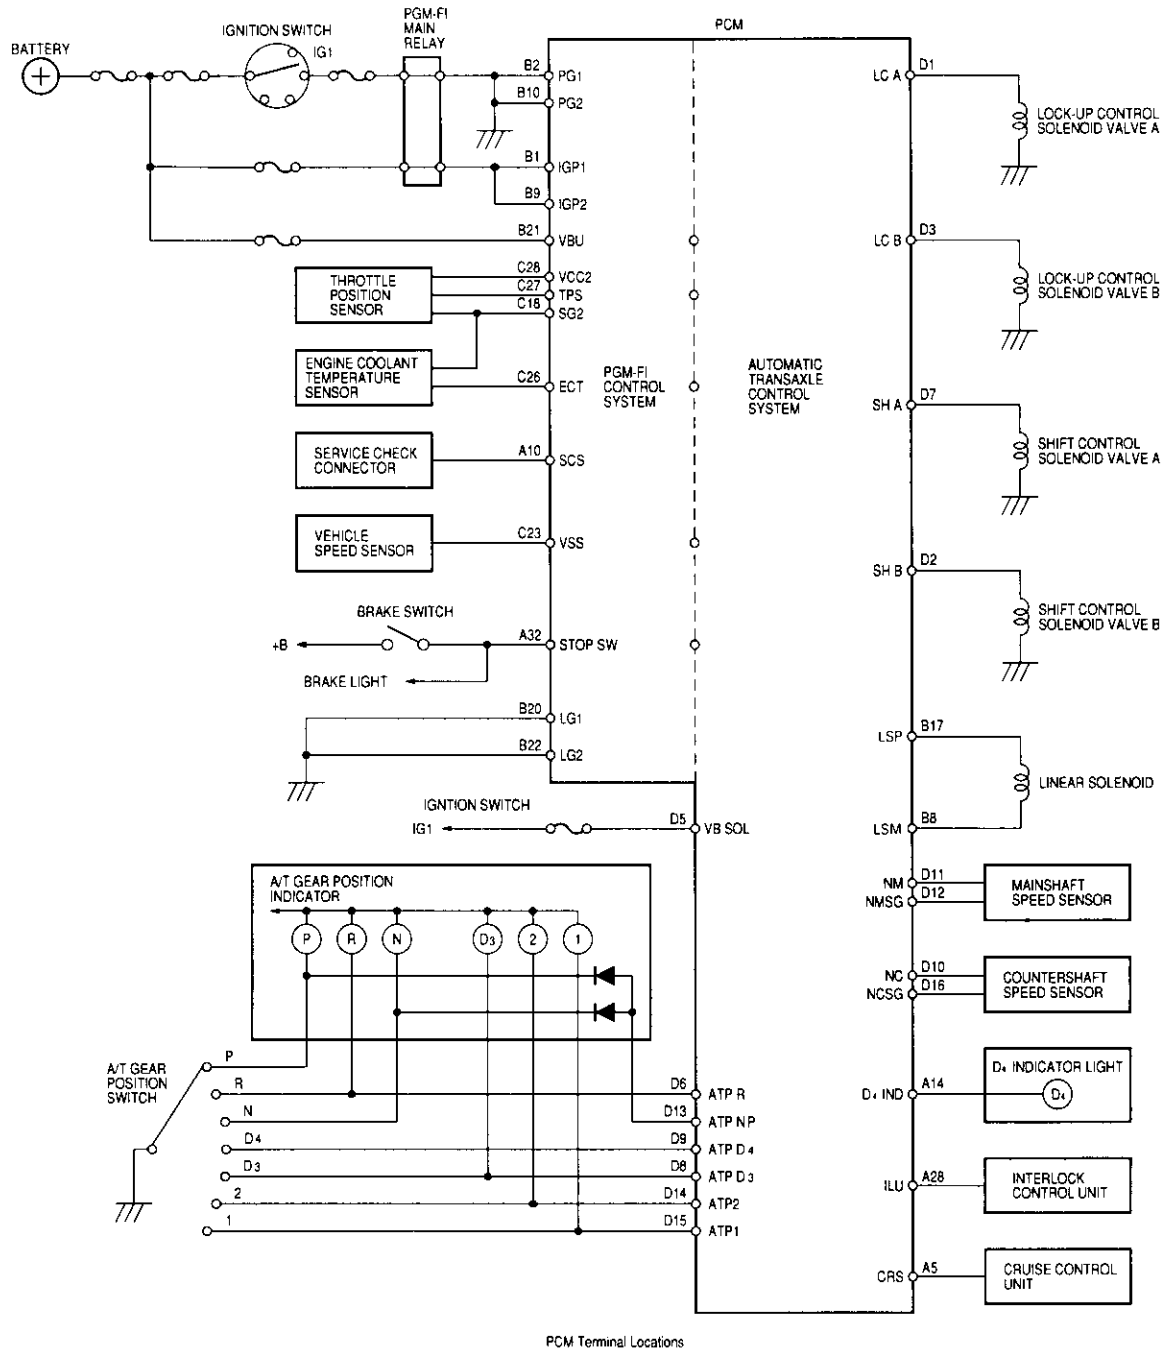 BATTERY
IGNITION SWITCH
IG1
PGM-FI
MAIN
RELAY
PCM
B2
PG1
B10
PG2
B1
IGP1
B9
IGP2
B21
VBU
THROTTLE
POSITION
SENSOR
C28
VCC2
C27
TPS
C18
SG2
ENGINE COOLANT
TEMPERATURE
SENSOR
C26
ECT
SERVICE CHECK
CONNECTOR
A10
SCS
VEHICLE
SPEED SENSOR
C23
VSS
BRAKE SWITCH
+B
A32
STOP SW
BRAKE LIGHT
B20
LG1
B22
LG2
IGNTION SWITCH
IG1
D5
VB SOL
PGM-FI
CONTROL
SYSTEM
AUTOMATIC
TRANSAXLE
CONTROL
SYSTEM
LC A
D1
LOCK-UP CONTROL
SOLENOID VALVE A
LC B
D3
LOCK-UP CONTROL
SOLENOID VALVE B
SH A
D7
SHIFT CONTROL
SOLENOID VALVE A
SH B
D2
SHIFT CONTROL
SOLENOID VALVE B
LSP
B17
LINEAR SOLENOID
LSM
B8
NM
D11
NMSG
D12
MAINSHAFT
SPEED SENSOR
NC
D10
NCSG
D16
COUNTERSHAFT
SPEED SENSOR
D4 IND
A14
D4 INDICATOR LIGHT
D4
ILU
A28
INTERLOCK
CONTROL UNIT
CRS
A5
CRUISE CONTROL
UNIT
A/T GEAR POSITION
INDICATOR
P R N D3 2 1
A/T GEAR
POSITION
SWITCH
P
R
D6
ATP R
N
D13
ATP NP
D4
D9
ATP D4
D3
D8
ATP D3
2
D14
ATP2
1
D15
ATP1
PCM Terminal Locations